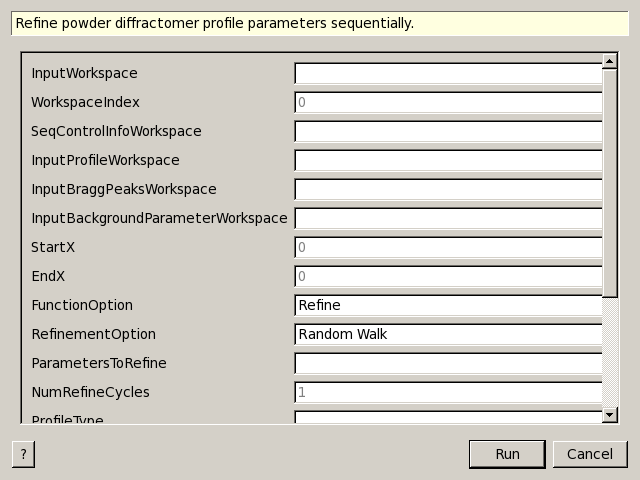 Refine powder diffractomer profile parameters sequentially.
InputWorkspace
WorkspaceIndex 0
SeqControlInfoWorkspace
InputProfileWorkspace
InputBraggPeaksWorkspace
InputBackgroundParameterWorkspace
StartX 0
EndX 0
FunctionOption Refine
RefinementOption Random Walk
ParametersToRefine
NumRefineCycles 1
ProfileType
? Run Cancel